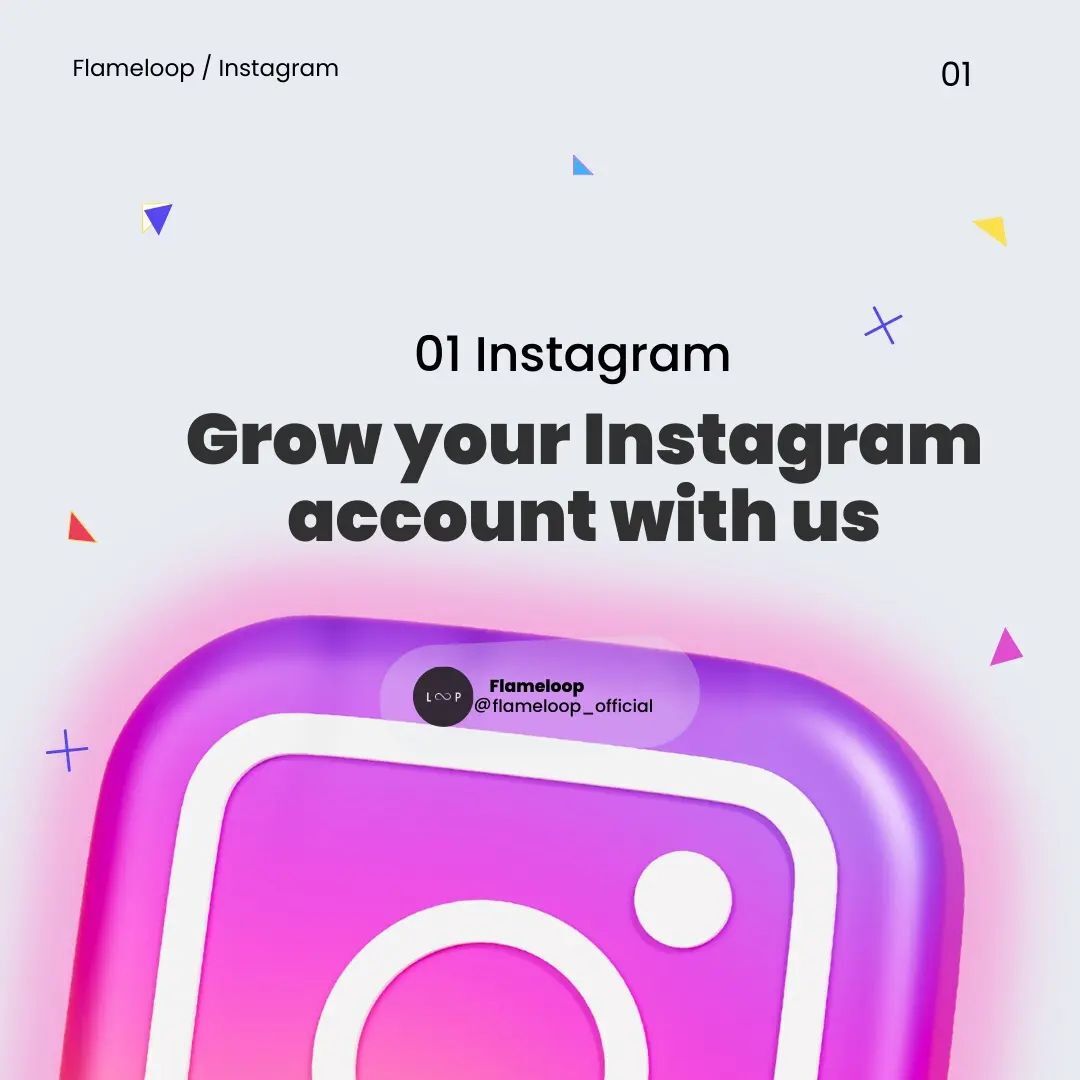 Flameloop / Instagram
01
01 Instagram
Grow your Instagram
account with us
L∞P
Flameloop
@flameloop_official